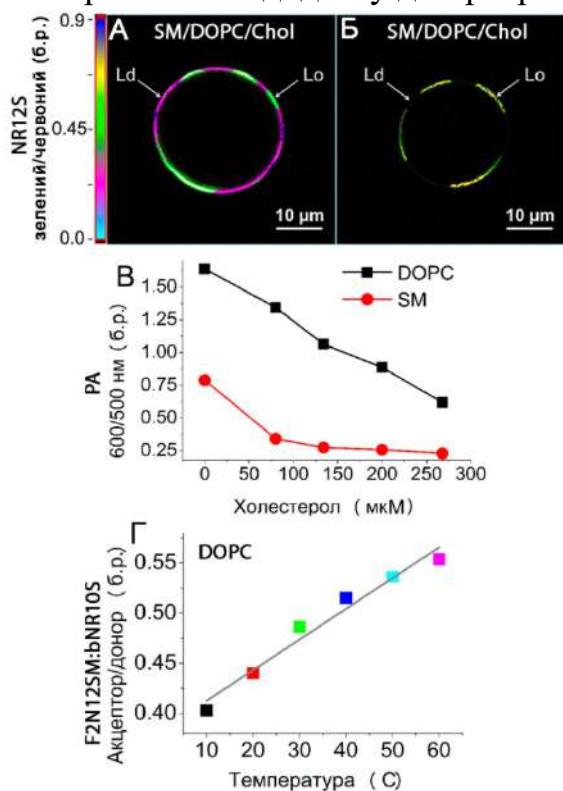 А SM/DOPC/Chol
Б SM/DOPC/Chol
Ld
Lo
Ld
Lo
10 µm
10 µm
NR12S
зелений/червоний (б.р.)
0.9
0.45
0.0
В
DOPC
SM
PA
600/500 нм ( б.р.)
1.50
1.25
1.00
0.75
0.50
0.25
0 50 100 150 200 250 300
Холестерол ( мкМ)
Г
DOPC
F2N12SM:bNR10S
Акцептор/донор (б.р.)
0.55
0.50
0.45
0.40
10 20 30 40 50 60
Температура ( С)